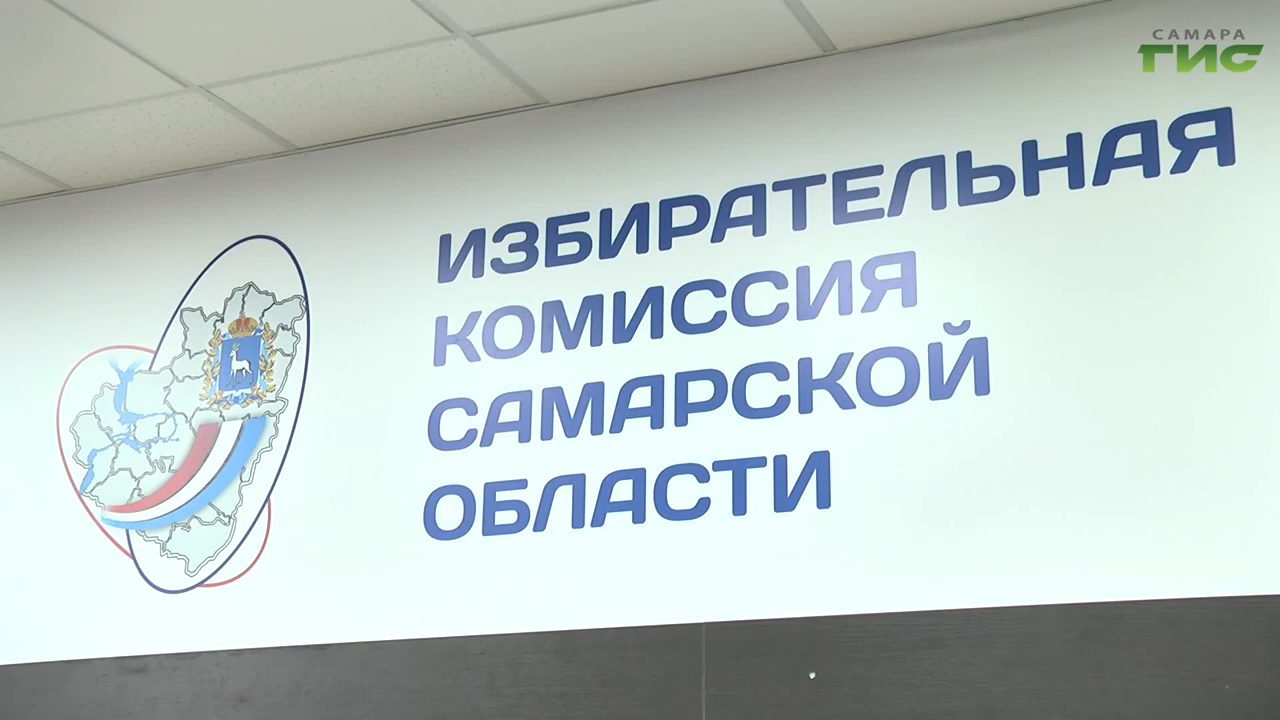 САМАРА
ГИС
ИЗБИРАТЕЛЬНАЯ
КОМИССИЯ
САМАРСКОЙ
ОБЛАСТИ